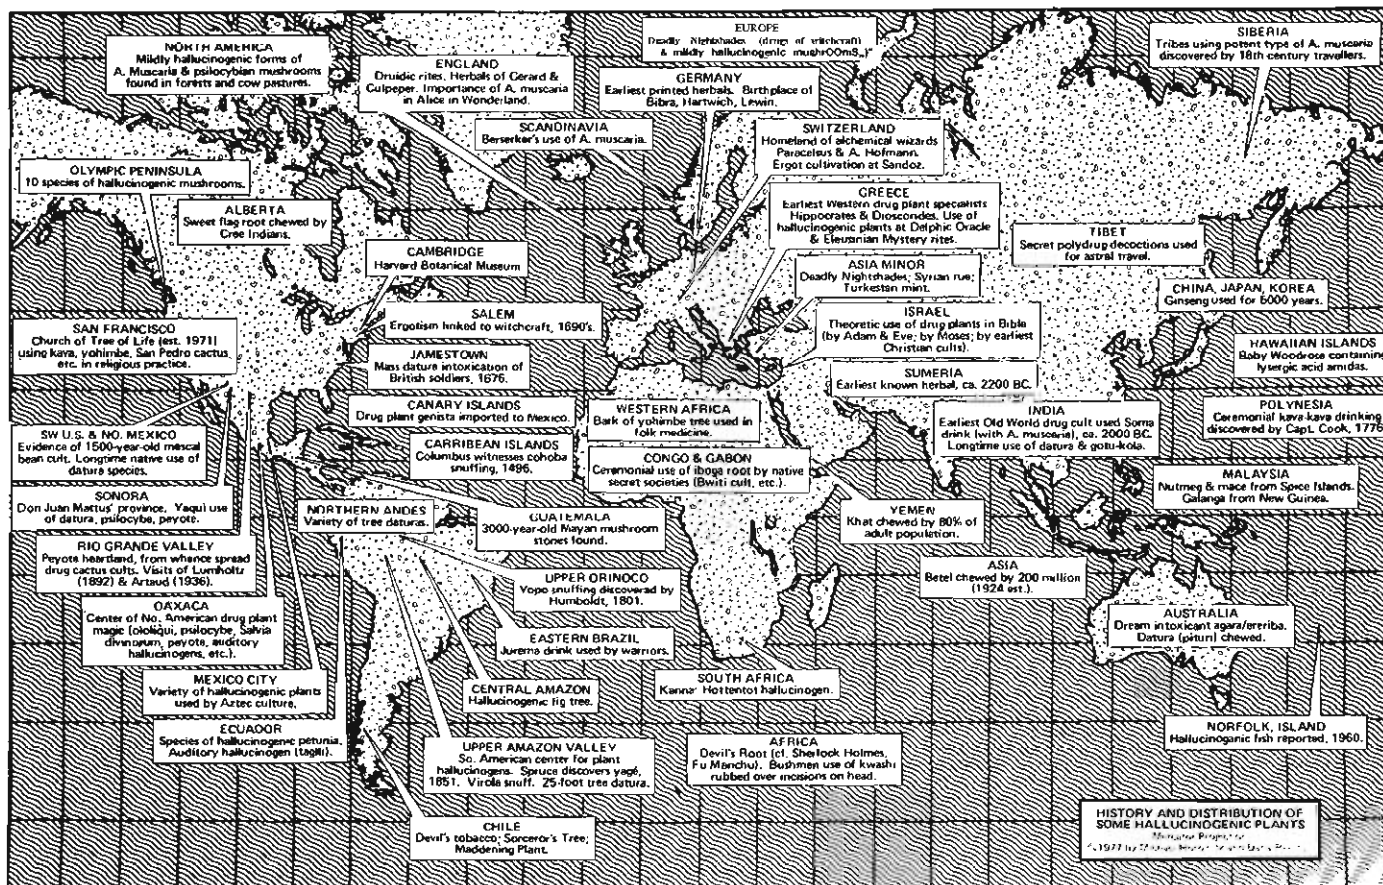 NORTH AMERICA
Mildly hallucinogenic forms of
A. Muscaria & psilocybian mushrooms
found in forests and cow pastures.
ENGLAND
Druidic rites, Herbals of Gerard &
Culpeper. Importance of A. muscaria
in Alice in Wonderland.
EUROPE
Deadly Nightshades (drugs of witchcraft)
& mildly hallucinogenic mushrOOmS
GERMANY
Earliest printed herbals. Birthplace of
Bibra, Hartwich, Lewin.
SIBERIA
Tribes using potent type of A. muscaria
discovered by 18th century travellers.
SCANDINAVIA
Berserker's use of A. muscaria.
SWITZERLAND
Homeland of alchemical wizards
Paracelsus & A. Hofmann.
Ergot cultivation at Sandoz.
OLYMPIC PENINSULA
10 species of hallucinogenic mushrooms.
ALBERTA
Sweet flag root chewed by
Cree Indians.
GREECE
Earliest Western drug plant specialists
Hippocrates & Dioscorides. Use of
hallucinogenic plants at Delphic Oracle
& Eleusinian Mystery rites.
TIBET
Secret polydrug decoctions used
for astral travel.
CAMBRIDGE
Harvard Botanical Museum
ASIA MINOR
Deadly Nightshades; Syrian rue;
Turkestan mint.
CHINA, JAPAN, KOREA
Ginseng used for 5000 years.
SAN FRANCISCO
Church of Tree of Life (est. 1971)
using kava, yohimbe, San Pedro cactus,
etc. in religious practice.
SALEM
Ergotism linked to witchcraft, 1690's.
ISRAEL
Theoretic use of drug plants in Bible
(by Adam & Eve; by Moses; by earliest
Christian cults).
JAMESTOWN
Mass datura intoxication of
British soldiers, 1676.
HAWAIIAN ISLANDS
Baby Woodrose containing
lysergic acid amides.
SUMERIA
Earliest known herbal, ca. 2200 BC.
CANARY ISLANDS
Drug plant genista imported to Mexico.
WESTERN AFRICA
Bark of yohimbe tree used in
folk medicine.
INDIA
Earliest Old World drug cult used Soma
drink (with A. muscaria), ca. 2000 BC.
Longtime use of datura & gotu-kola.
POLYNESIA
Ceremonial kava-kava drinking
discovered by Capt. Cook, 1776
SW U.S. & NO. MEXICO
Evidence of 1500-year-old mescal
bean cult. Longtime native use of
datura species.
CARRIBEAN ISLANDS
Columbus witnesses cohoba
snuffing, 1496.
CONGO & GABON
Ceremonial use of iboga root by native
secret societies (Bwiti cult, etc.).
MALAYSIA
Nutmeg & mace from Spice Islands.
Galanga from New Guinea.
SONORA
Don Juan Mattus' province. Yaqui use
of datura, psilocybe, peyote.
NORTHERN ANDES
Variety of tree daturas.
GUATEMALA
3000-year-old Mayan mushroom
stones found.
YEMEN
Khat chewed by 80% of
adult population.
RIO GRANDE VALLEY
Peyote heartland, from whence spread
drug cactus cults. Visits of Lumholtz
(1892) & Artaud (1936).
UPPER ORINOCO
Yopo snuffing discovered by
Humboldt, 1801.
ASIA
Betel chewed by 200 million
(1924 est.).
OAXACA
Center of No. American drug plant
magic (ololiqui, psilocybe, Salvia
divinorum, peyote, auditory
hallucinogens, etc.).
EASTERN BRAZIL
Jurema drink used by warriors.
AUSTRALIA
Dream intoxicant agara/ereriba.
Datura (pituri) chewed.
MEXICO CITY
Variety of hallucinogenic plants
used by Aztec culture.
CENTRAL AMAZON
Hallucinogenic fig tree.
SOUTH AFRICA
Kanna: Hottentot hallucinogen.
ECUADOR
Species of hallucinogenic petunia.
Auditory hallucinogen
NORFOLK, ISLAND
Hallucinoganic fish reported, 1960.
UPPER AMAZON VALLEY
So. American center for plant
hallucinogens. Spruce discovers yagé,
1851. Virola snuff. 25-foot tree datura.
AFRICA
Devil's Root (cf. Sherlock Holmes,
Fu Manchu). Bushmen use of kwashi
rubbed over incisions on head.
CHILE
Devil's tobacco; Sorceror's Tree;
Maddening Plant.
HISTORY AND DISTRIBUTION OF
SOME HALLUCINOGENIC PLANTS
Mercator Projection
© 1977 by